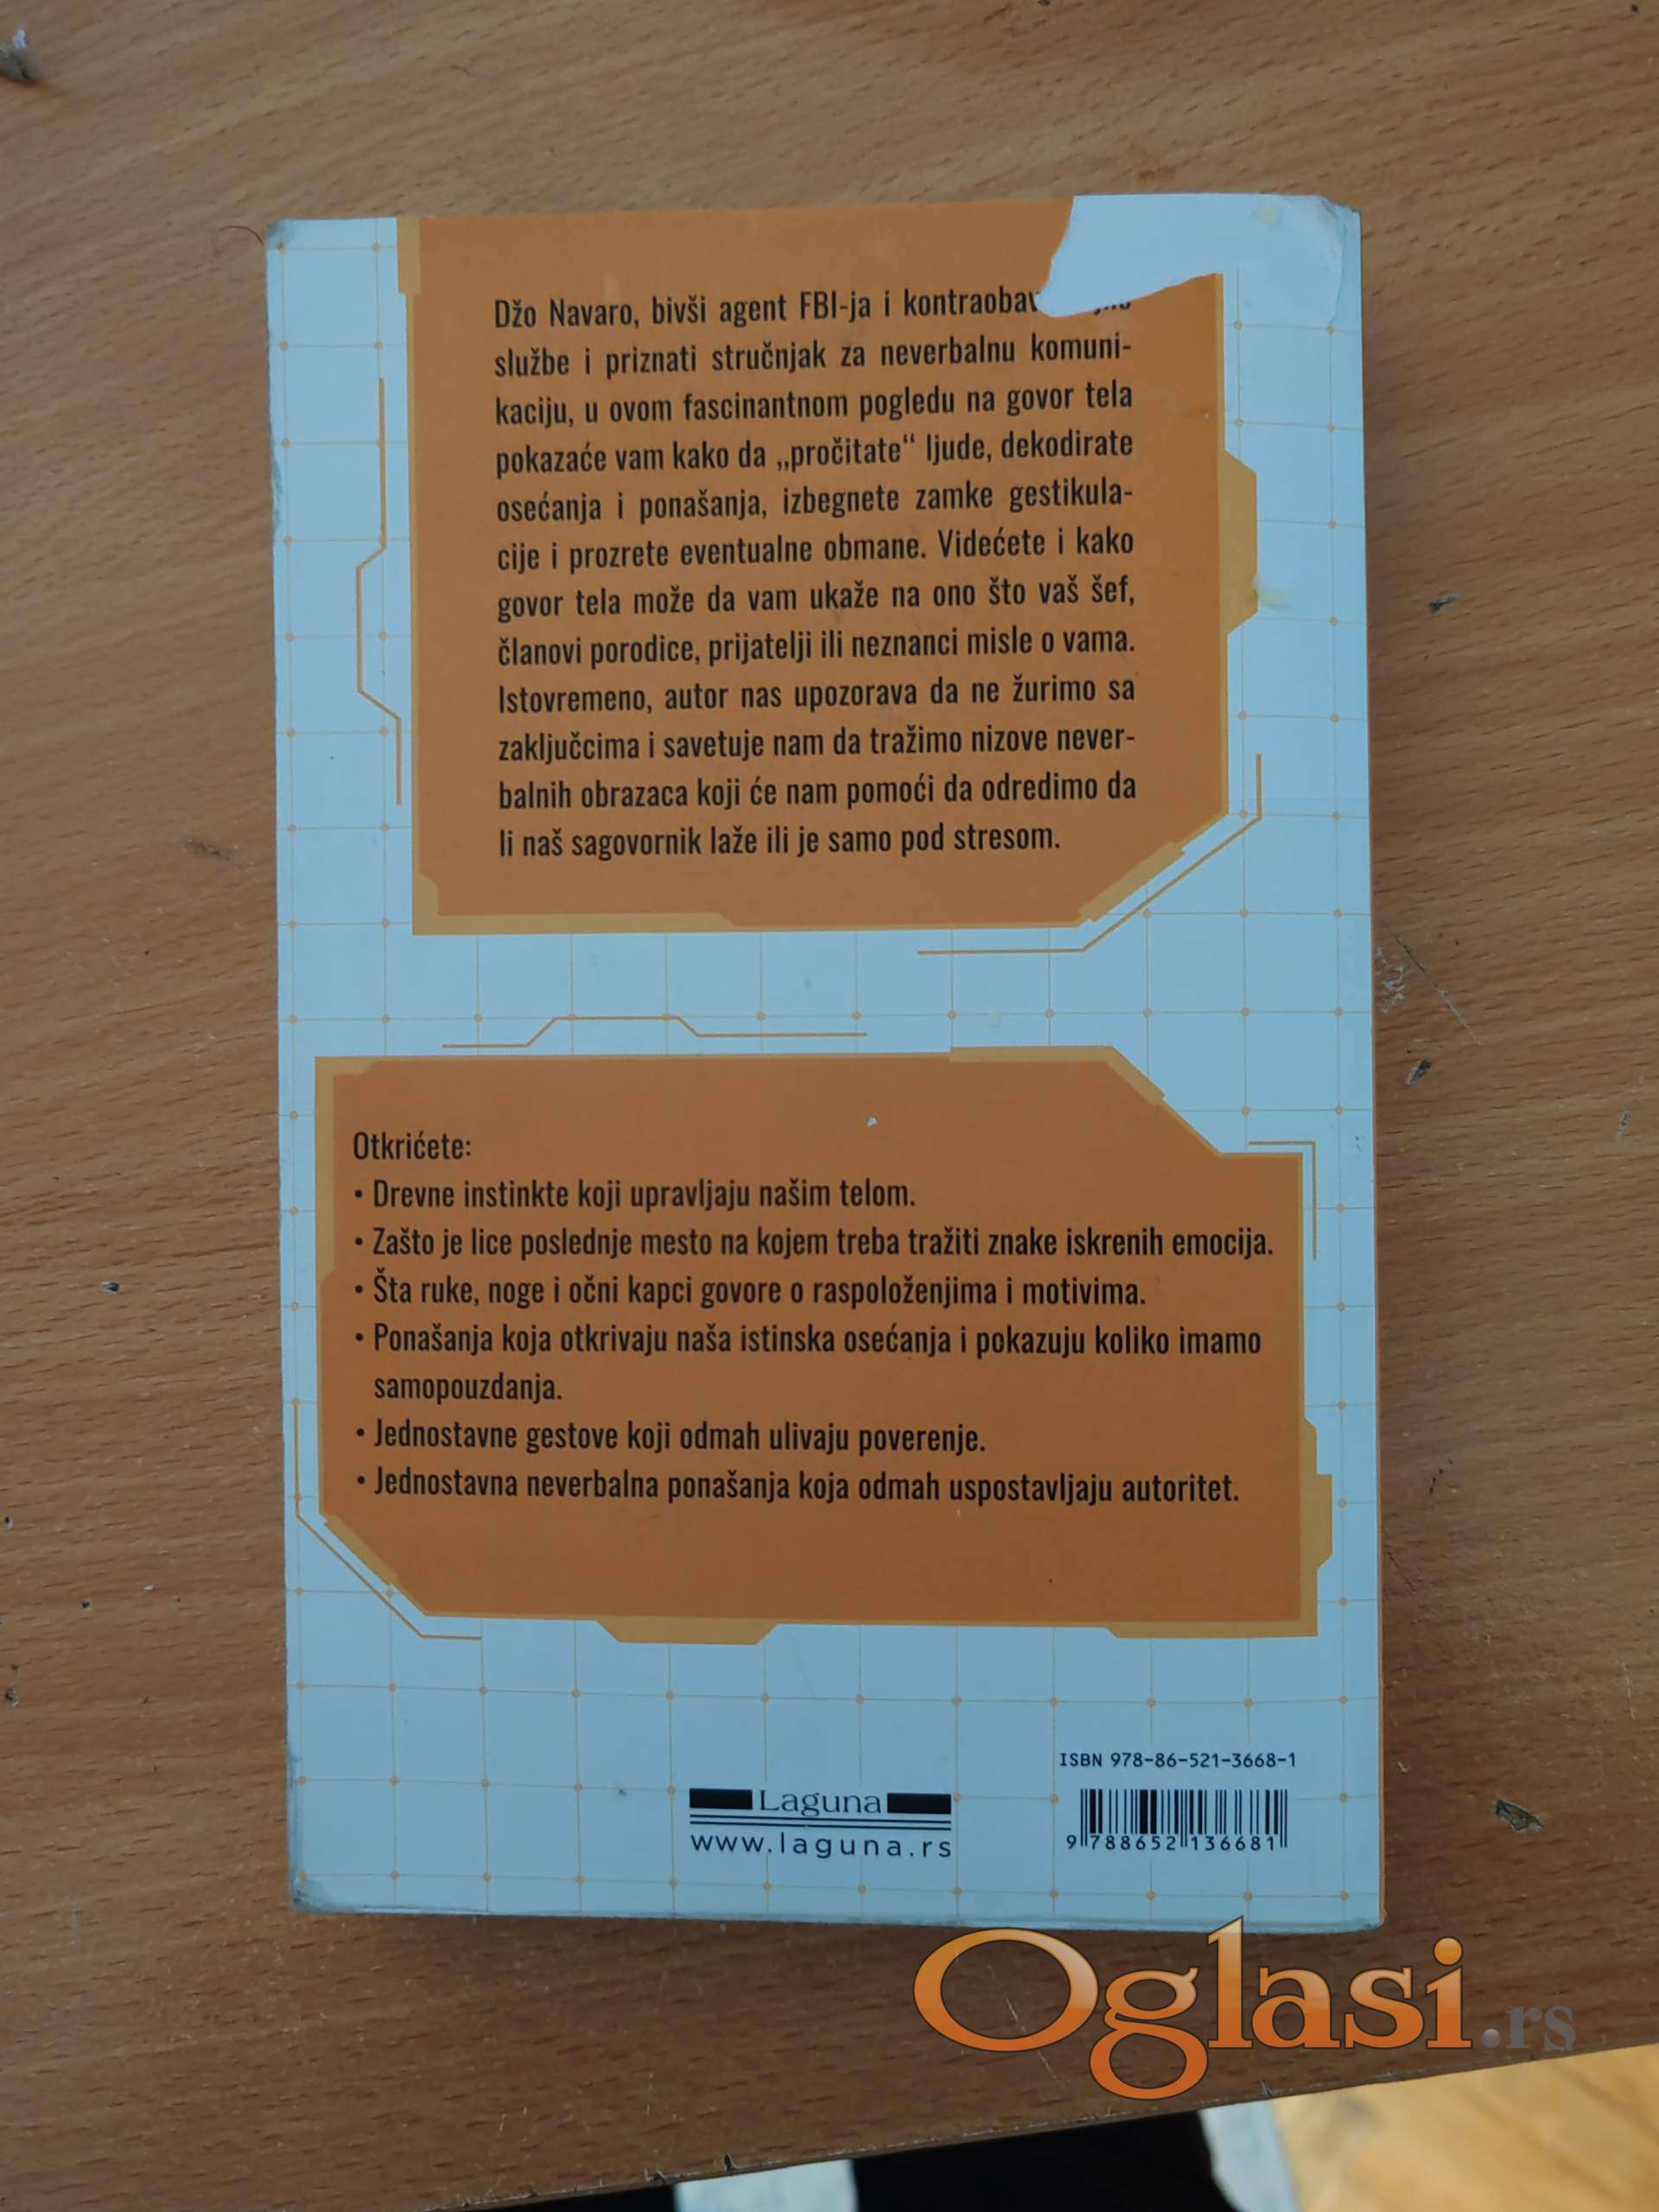 Džo Navaro, bivši agent FBI-ja i
službe i priznati stručnjak za neverbalnu komuni-
kaciju, u ovom fascinantnom pogledu na govor tela
pokazaće vam kako da „pročitate“ ljude, dekodirate
osećanja i ponašanja, izbegnete zamke gestikula-
cije i prozrete eventualne obmane. Videćete i kako
govor tela može da vam ukaže na ono što vaš šef,
članovi porodice, prijatelji ili neznanci misle o vama.
Istovremeno, autor nas upozorava da ne žurimo sa
zaključcima i savetuje nam da tražimo nizove never-
balnih obrazaca koji će nam pomoći da odredimo da
li naš sagovornik laže ili je samo pod stresom.
Otkrićete:
• Drevne instinkte koji upravljaju našim telom.
• Zašto je lice poslednje mesto na kojem treba tražiti znake iskrenih emocija.
• Šta ruke, noge i očni kapci govore o raspoloženjima i motivima.
• Ponašanja koja otkrivaju naša istinska osećanja i pokazuju koliko imamo
samopouzdanja.
• Jednostavne gestove koji odmah ulivaju poverenje.
• Jednostavna neverbalna ponašanja koja odmah uspostavljaju autoritet.
ISBN 978-86-521-3668-1
Laguna
www.laguna.rs
9 788652 136681
Oglasi.rs